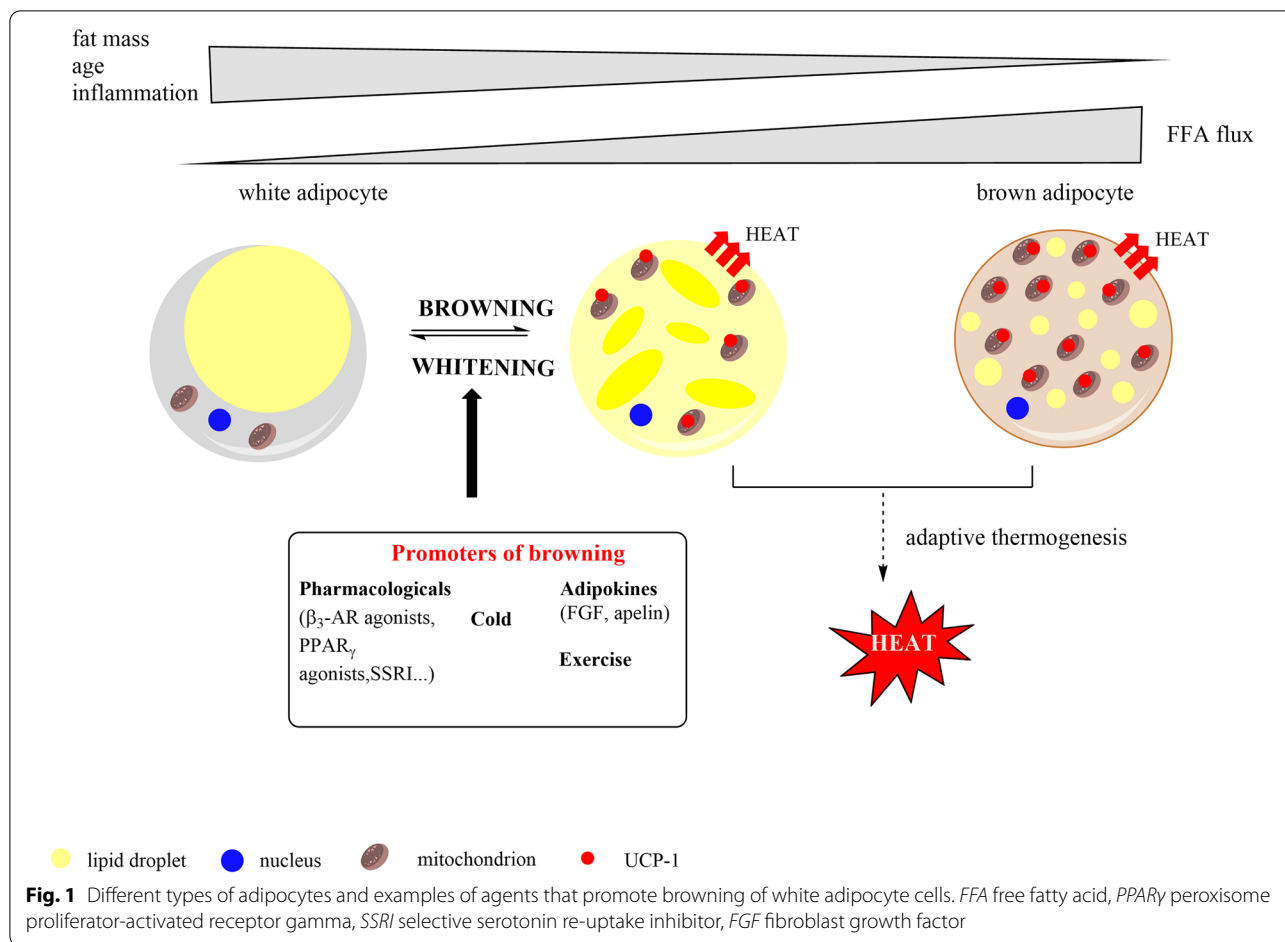 fat mass
age
inflammation
FFA flux
white adipocyte
brown adipocyte
HEAT
HEAT
BROWNING
WHITENING
Promoters of browning
Pharmacologicals
(β₃-AR agonists,
PPARᵧ
agonists,SSRI...)
Cold
Adipokines
(FGF, apelin)
Exercise
adaptive thermogenesis
HEAT
lipid droplet
nucleus
mitochondrion
UCP-1
Fig. 1 Different types of adipocytes and examples of agents that promote browning of white adipocyte cells. FFA free fatty acid, PPARγ peroxisome
proliferator-activated receptor gamma, SSRI selective serotonin re-uptake inhibitor, FGF fibroblast growth factor